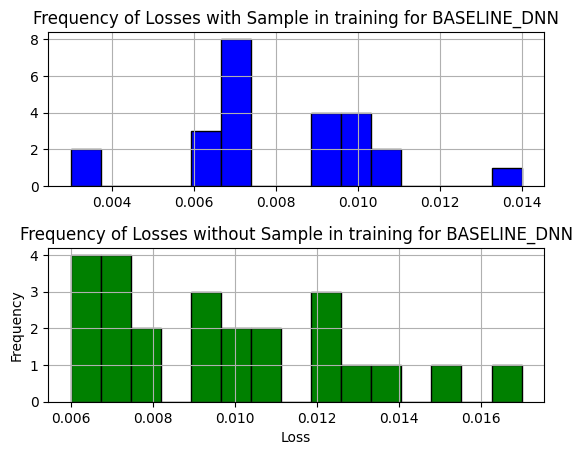 Frequency of Losses with Sample in training for BASELINE_DNN
8
6
4
2
0
0.004 0.006 0.008 0.010 0.012 0.014
Frequency of Losses without Sample in training for BASELINE_DNN
4
3
2
1
0
Frequency
0.006 0.008 0.010 0.012 0.014 0.016
Loss